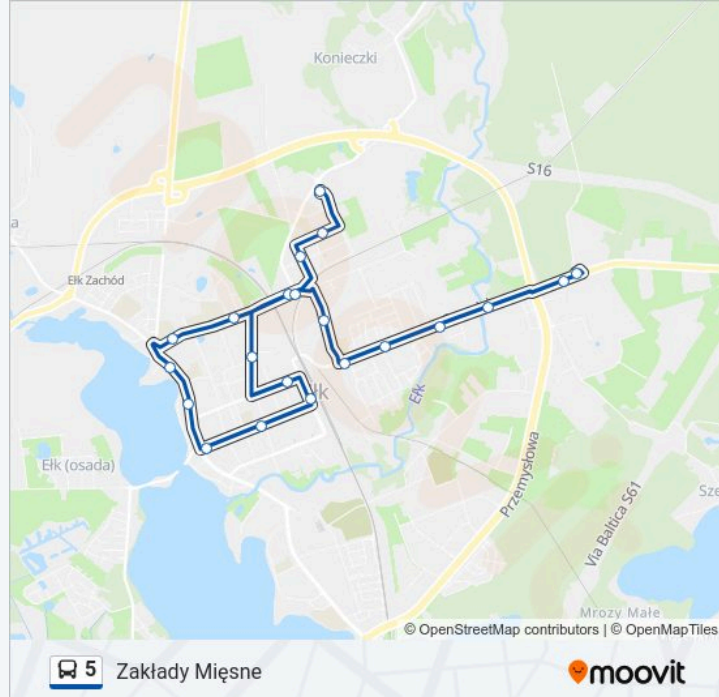 Konieczki
S16
a
Ełk Zachód
Ełk
Ełk
Ełk (osada)
Przemysłowa
Via Baltica S61
Sze
Mrozy Małe
© OpenStreetMap contributors | © OpenMapTiles
5 Zakłady Mięsne
moovit